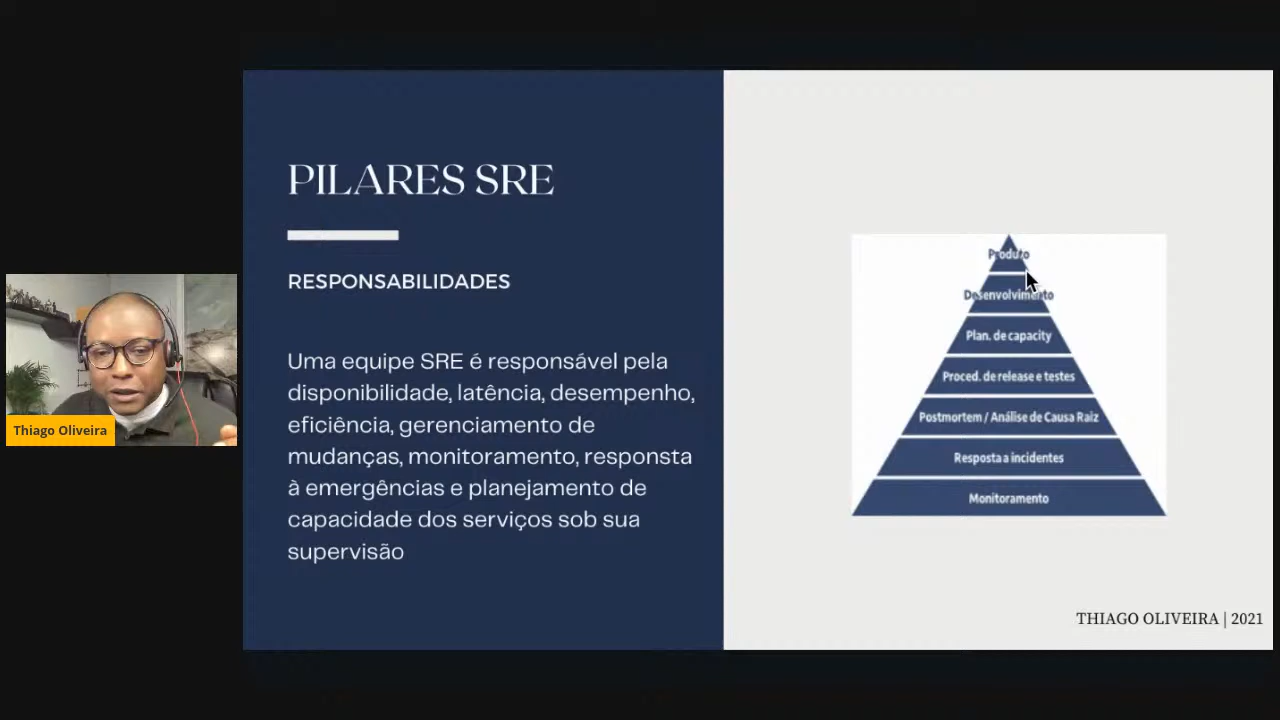 PILARES SRE
RESPONSABILIDADES
Uma equipe SRE é responsável pela
disponibilidade, latência, desempenho,
eficiência, gerenciamento de
mudanças, monitoramento, responsta
à emergências e planejamento de
capacidade dos serviços sob sua
supervisão
Produto
Desenvolvimento
Plan. de capacity
Proced. de release e testes
Postmortem / Análise de Causa Raiz
Resposta a incidentes
Monitoramento
THIAGO OLIVEIRA | 2021
Thiago Oliveira